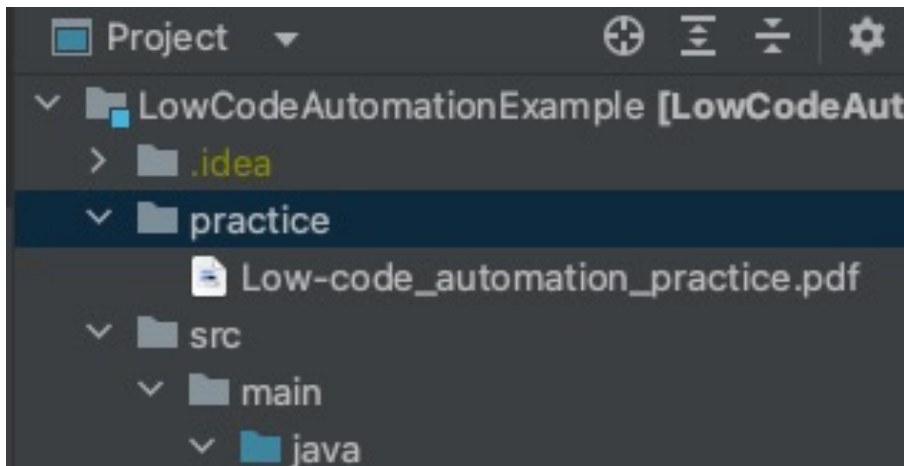 Project
LowCodeAutomationExample [LowCodeAut
.idea
practice
Low-code_automation_practice.pdf
src
main
java